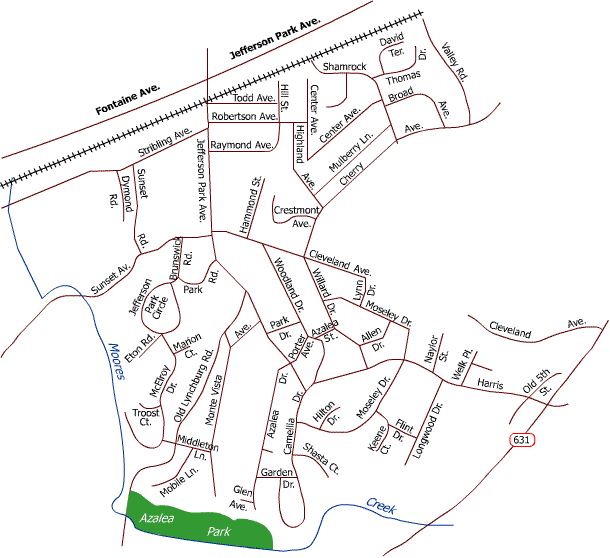 Jefferson Park Ave.
Fontaine Ave.
David
Ter.
Dr.
Valley Rd.
Shamrock
Thomas
Broad
Ave.
Hill St.
Center Ave.
Todd Ave.
Robertson Ave.
Center Ave.
Ave.
Stribling Ave.
Raymond Ave.
Highland
Ave.
Mulberry Ln.
Cherry
Jefferson Park Ave.
Dymond
Rd.
Sunset
Rd.
Hammond St.
Crestmont
Ave.
Sunset Av.
Brunswick
Rd.
Park
Rd.
Jefferson
Park
Circle
Cleveland Ave.
Woodland Dr.
Willard
Dr.
Lynn
Dr.
Moseley Dr.
Cleveland
Ave.
Park
Dr.
Azalea
St.
Allen
Dr.
Porter
Ave.
Ave.
Eton Rd.
Marion
Ct.
Moores
McElroy
Dr.
Old Lynchburg Rd.
Monte Vista
Naylor
St.
Welk Pl.
Harris
Old 5th
St.
Azalea
Dr.
Camellia
Dr.
Hilton
Dr.
Moseley Dr.
Troost
Ct.
Middleton
Ln.
Keene
Ct.
Flint
Dr.
Longwood Dr.
631
Shasta Ct.
Mobile Ln.
Garden
Dr.
Glen
Ave.
Creek
Azalea
Park